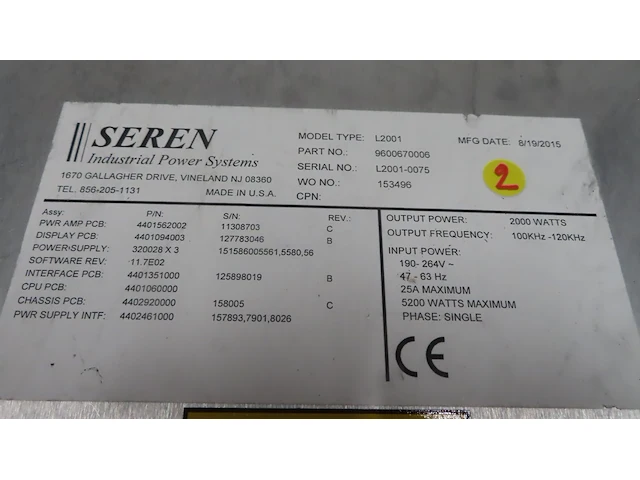 SEREN
Industrial Power Systems
1670 GALLAGHER DRIVE, VINELAND NJ 08360
TEL. 856-205-1131 MADE IN U.S.A.
MODEL TYPE: L2001 MFG DATE: 8/19/2015
PART NO.: 9600670006
SERIAL NO.: L2001-0075
WO NO.: 153496
CPN:
2
Assy: P/N: S/N: REV.:
PWR AMP PCB: 4401562002 11308703 C
DISPLAY PCB: 4401094003 127783046 B
POWER SUPPLY: 320028 X 3 151586005561,5580,56
SOFTWARE REV: 11.7E02
INTERFACE PCB: 4401351000 125898019 B
CPU PCB: 4401060000
CHASSIS PCB: 4402920000 158005 C
PWR SUPPLY INTF: 4402461000 157893,7901,8026
OUTPUT POWER: 2000 WATTS
OUTPUT FREQUENCY: 100KHz -120KHz
INPUT POWER:
190- 264V ~
47 - 63 Hz
25A MAXIMUM
5200 WATTS MAXIMUM
PHASE: SINGLE
CE